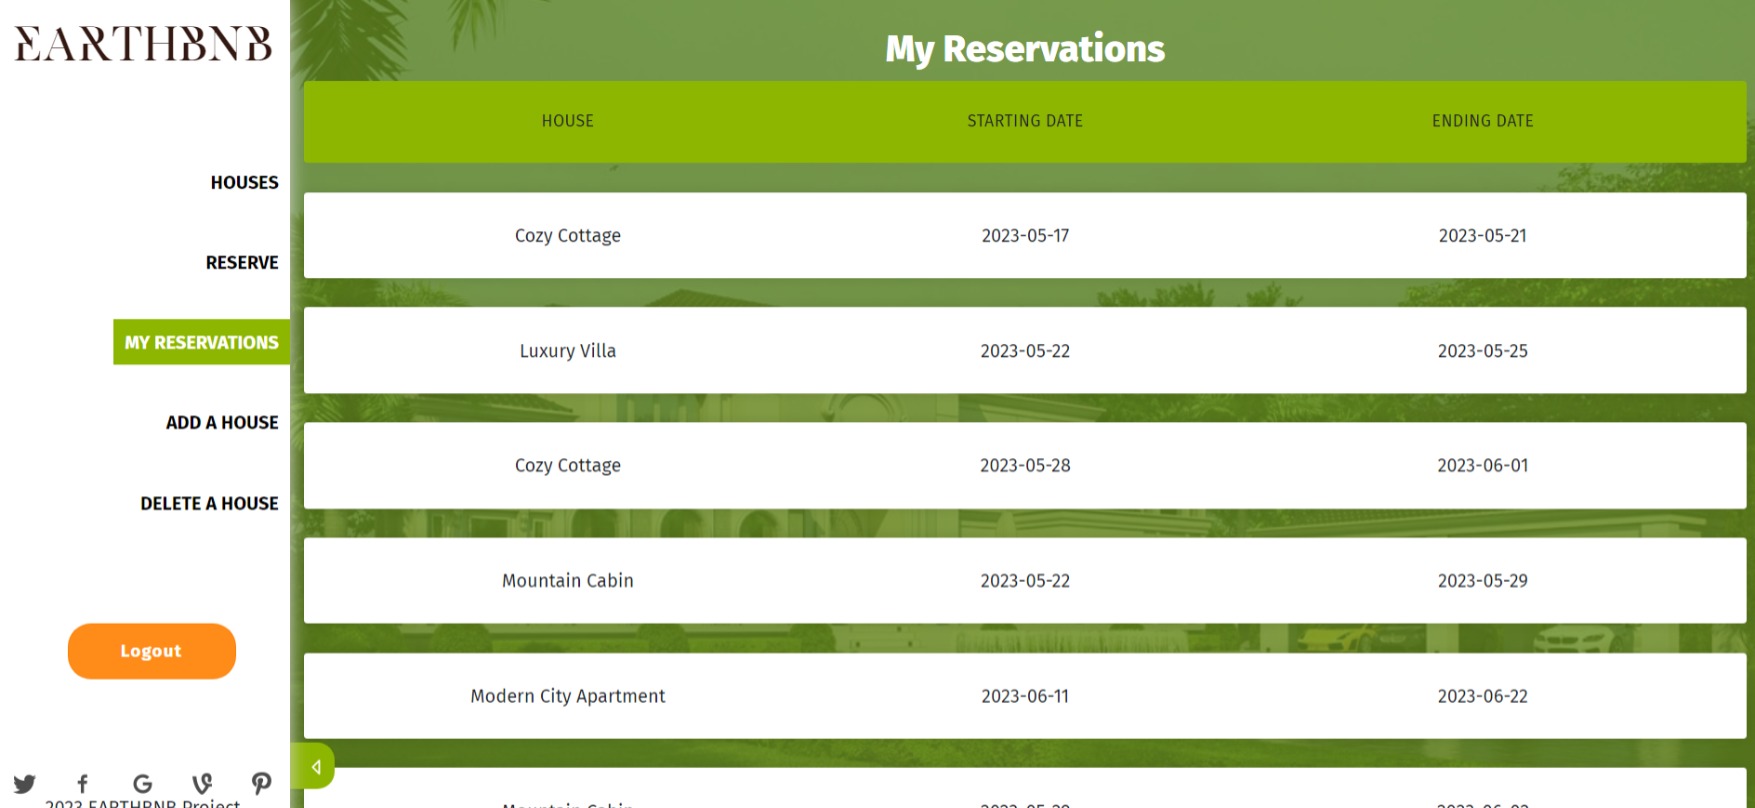 EARTHBNB
HOUSES
RESERVE
MY RESERVATIONS
ADD A HOUSE
DELETE A HOUSE
Logout
2023 EARTHBNB Project
My Reservations
HOUSE STARTING DATE ENDING DATE
Cozy Cottage 2023-05-17 2023-05-21
Luxury Villa 2023-05-22 2023-05-25
Cozy Cottage 2023-05-28 2023-06-01
Mountain Cabin 2023-05-22 2023-05-29
Modern City Apartment 2023-06-11 2023-06-22
Mountain Cabin